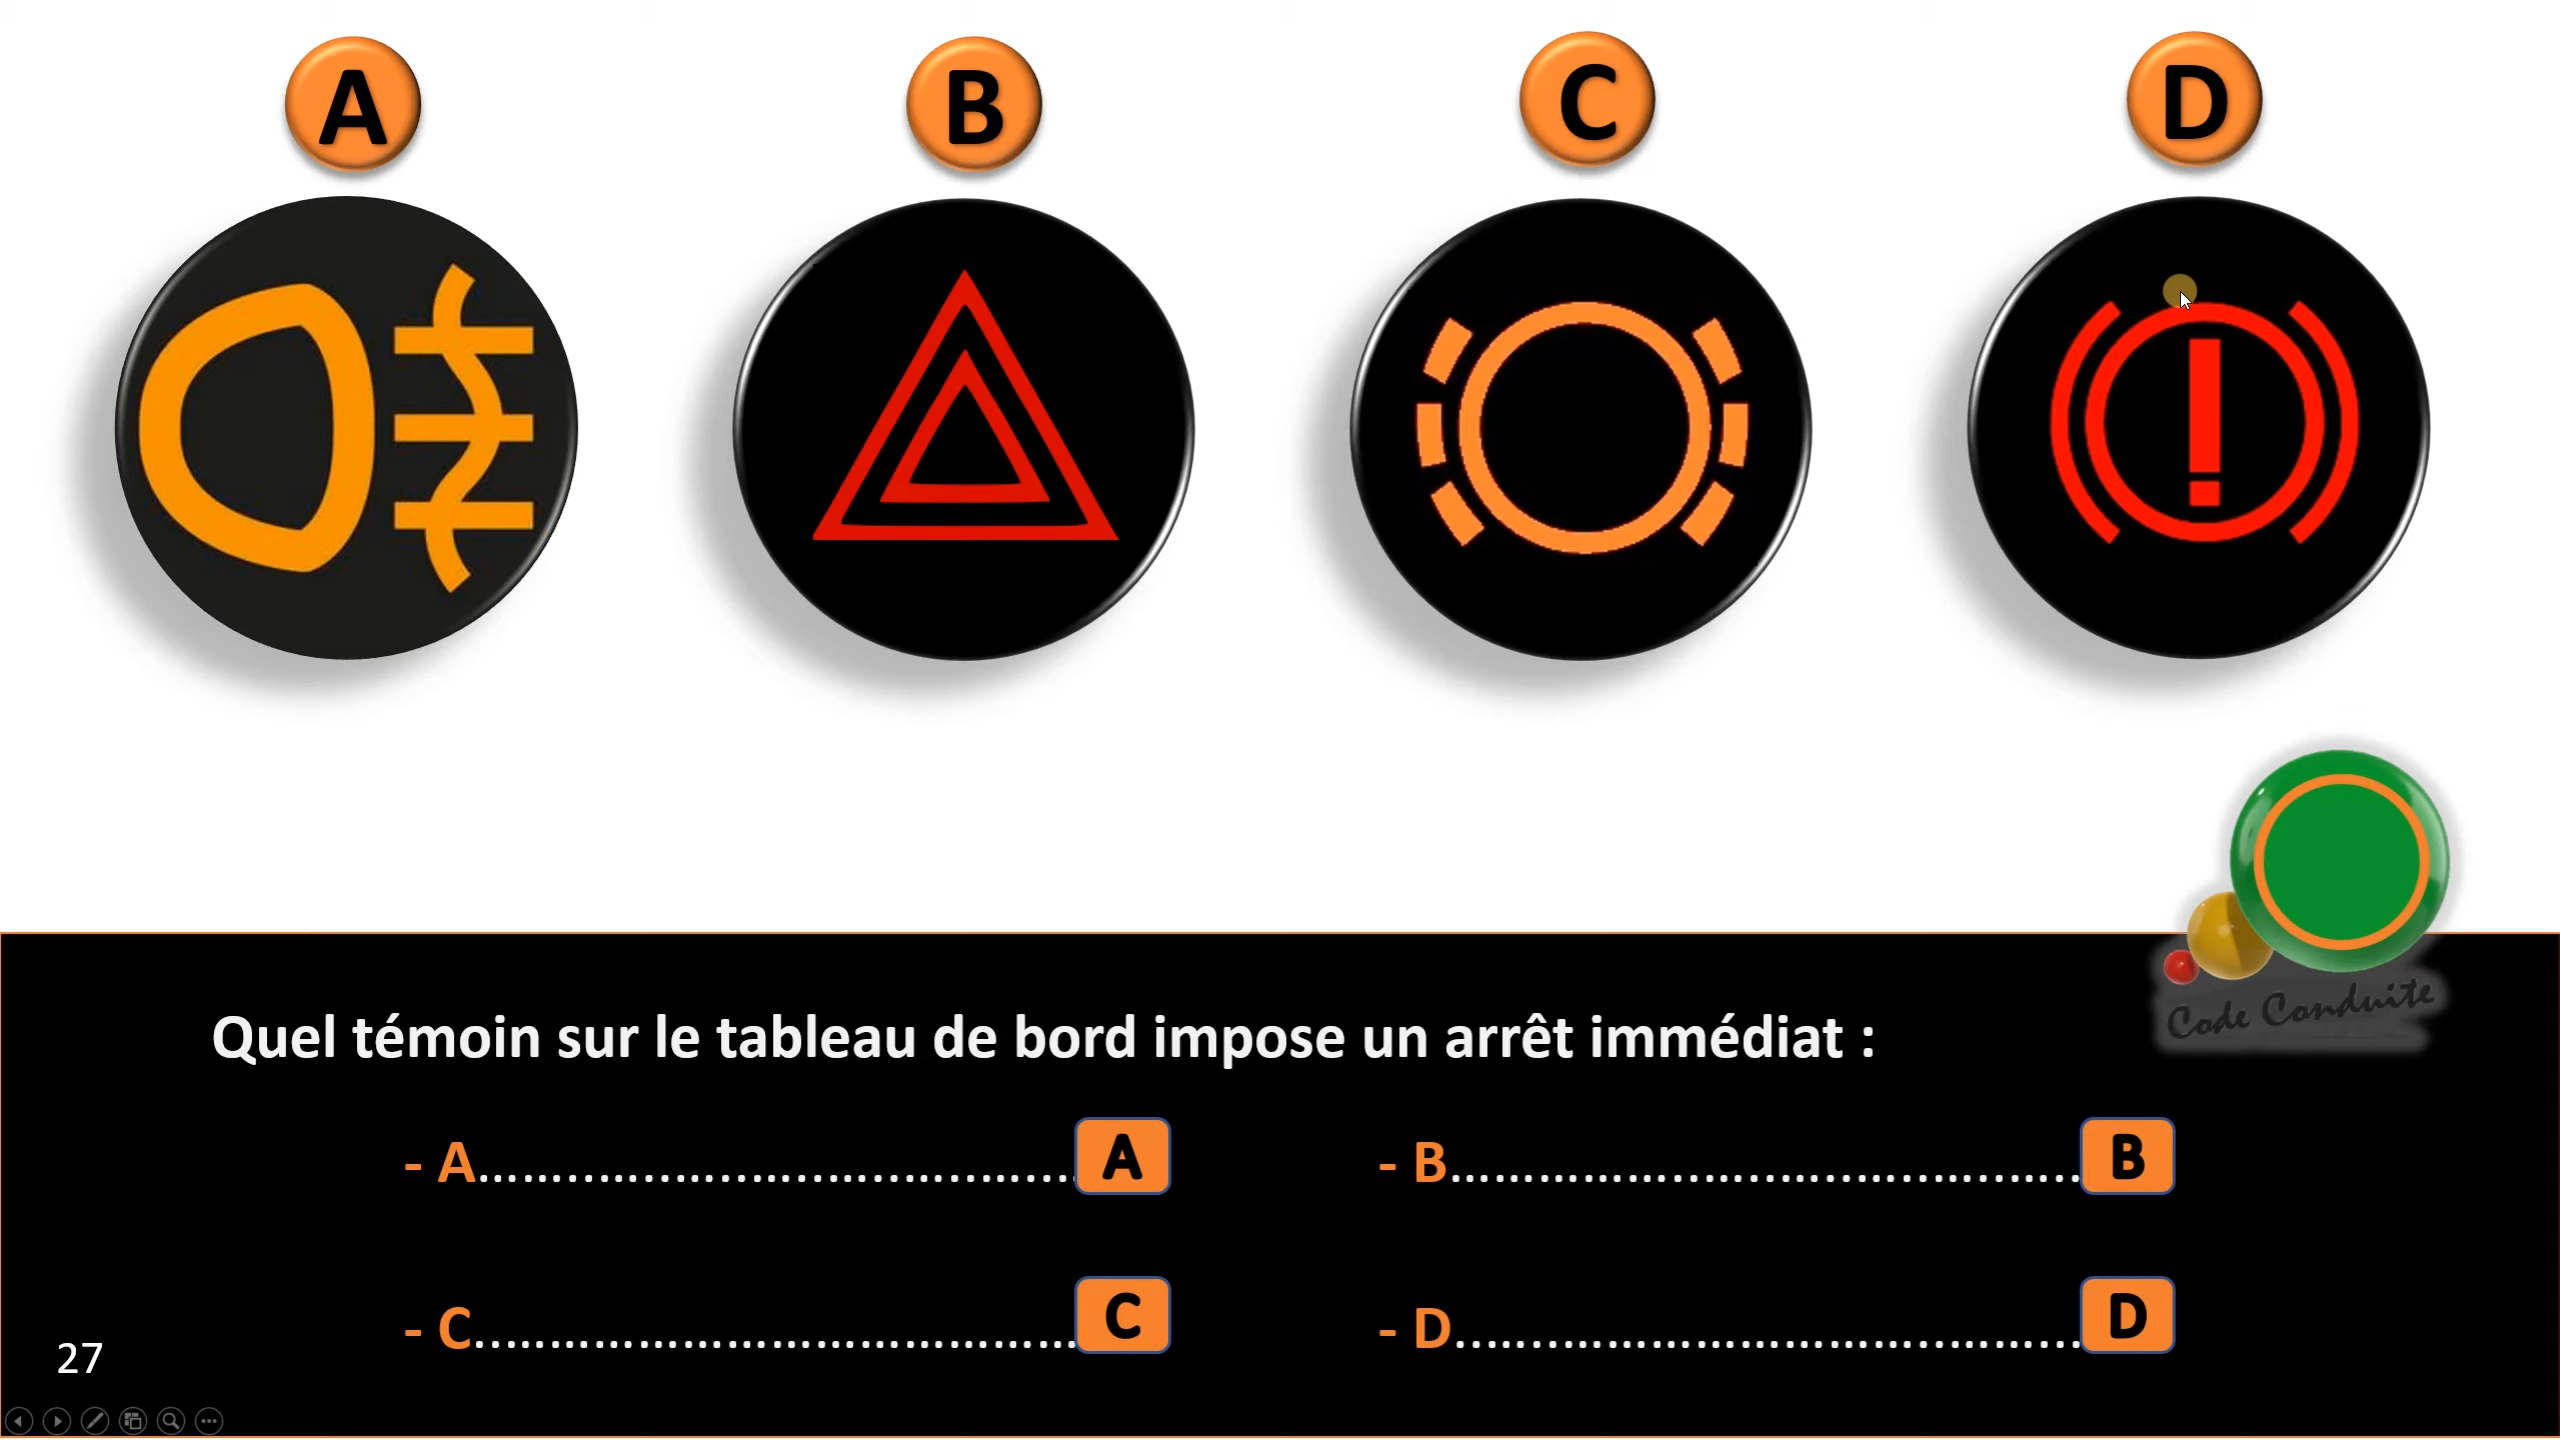 A B C D
Code Conduite
Quel témoin sur le tableau de bord impose un arrêt immédiat :
- A........................................ A - B.......................................... B
- C........................................ C - D.......................................... D
27